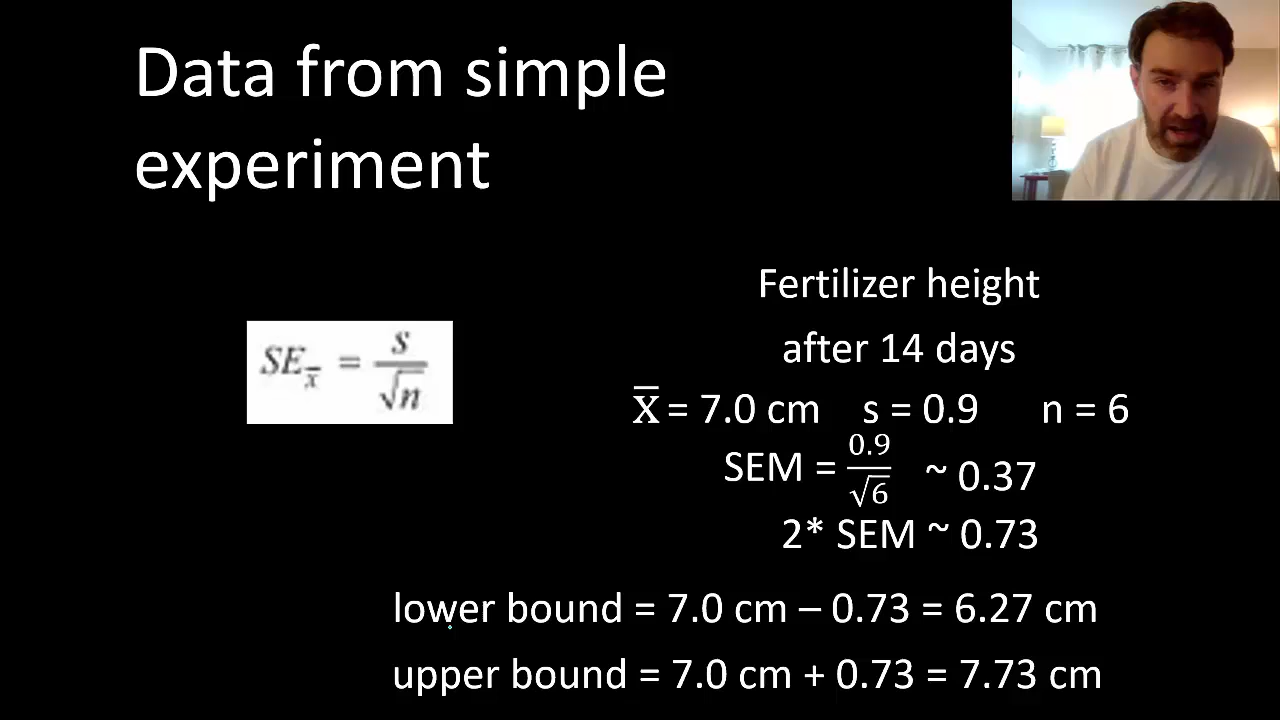 Data from simple
experiment
SE_x̅ = s/√n
Fertilizer height
after 14 days
X̅ = 7.0 cm s = 0.9 n = 6
SEM = 0.9/√6 ~ 0.37
2* SEM ~ 0.73
lower bound = 7.0 cm – 0.73 = 6.27 cm
upper bound = 7.0 cm + 0.73 = 7.73 cm